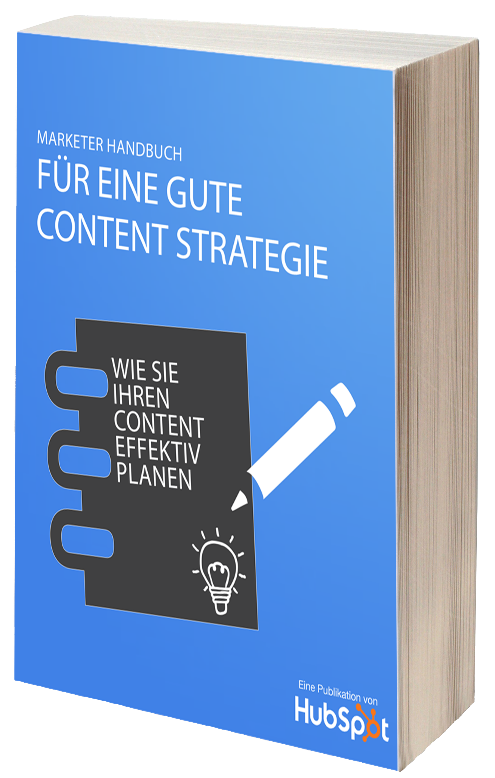 MARKETER HANDBUCH
FÜR EINE GUTE
CONTENT STRATEGIE
WIE SIE
IHREN
CONTENT
EFFEKTIV
PLANEN
Eine Publikation von
HubSpot